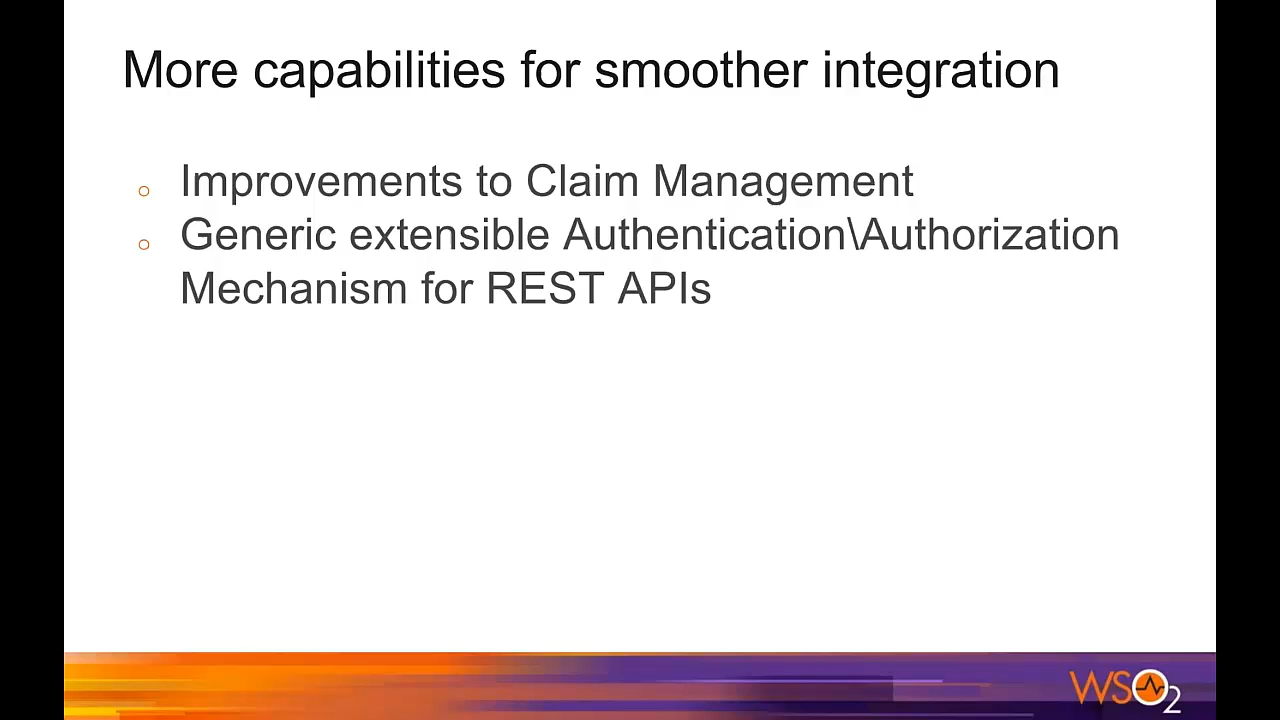 More capabilities for smoother integration
Improvements to Claim Management
Generic extensible Authentication\Authorization
Mechanism for REST APIs
WSO2